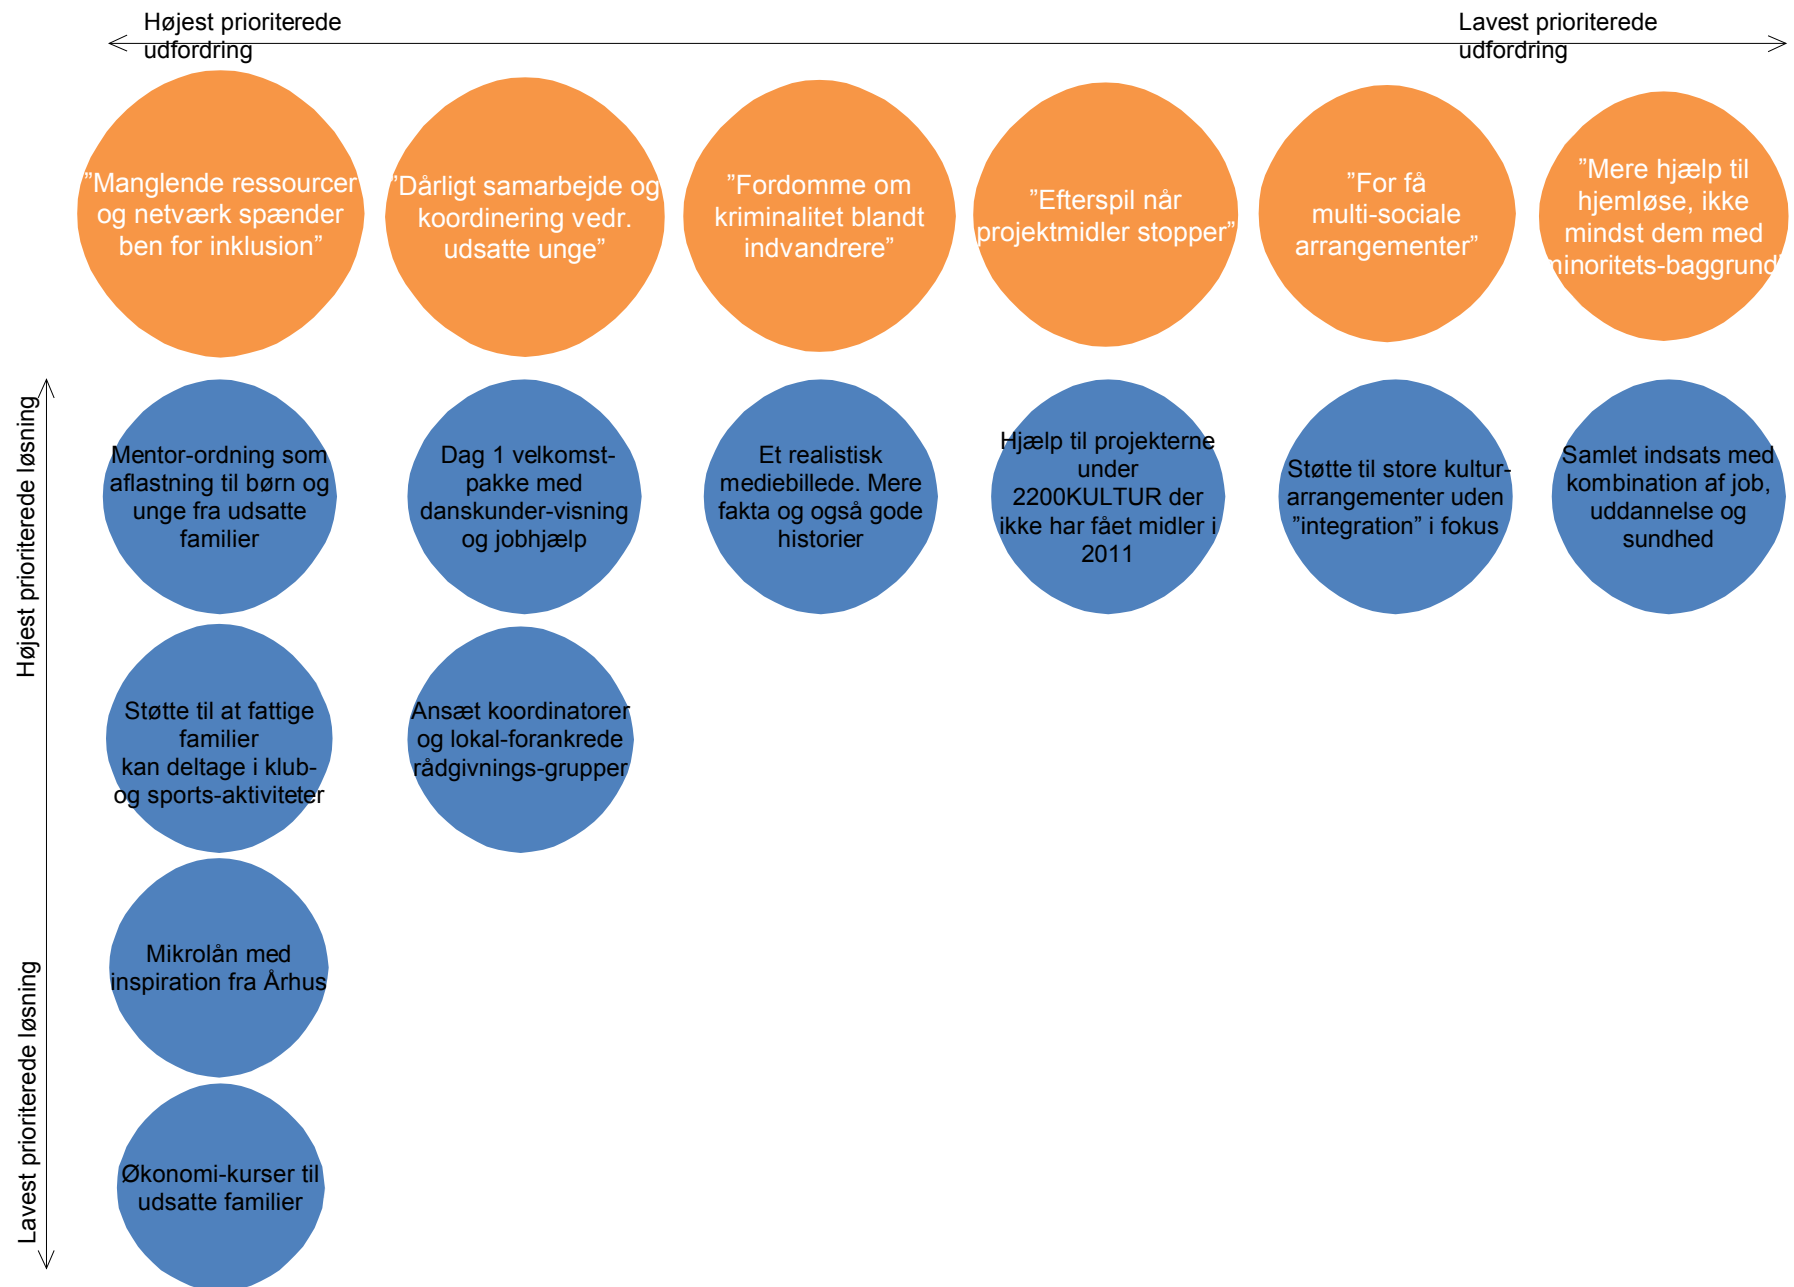 Højest prioriterede
udfordring
Lavest prioriterede
udfordring
”Manglende ressourcer
og netværk spænder
ben for inklusion”
”Dårligt samarbejde og
koordinering vedr.
udsatte unge”
”Fordomme om
kriminalitet blandt
indvandrere”
”Efterspil når
projektmidler stopper”
”For få
multi-sociale
arrangementer”
”Mere hjælp til
hjemløse, ikke
mindst dem med
minoritets-baggrund
Højest prioriterede løsning
Lavest prioriterede løsning
Mentor-ordning som
aflastning til børn og
unge fra udsatte
familier
Dag 1 velkomst-
pakke med
danskunder-visning
og jobhjælp
Et realistisk
mediebillede. Mere
fakta og også gode
historier
Hjælp til projekterne
under
2200KULTUR der
ikke har fået midler i
2011
Støtte til store kultur-
arrangementer uden
”integration” i fokus
Samlet indsats med
kombination af job,
uddannelse og
sundhed
Støtte til at fattige
familier
kan deltage i klub-
og sports-aktiviteter
Ansæt koordinatorer
og lokal-forankrede
rådgivnings-grupper
Mikrolån med
inspiration fra Århus
Økonomi-kurser til
udsatte familier